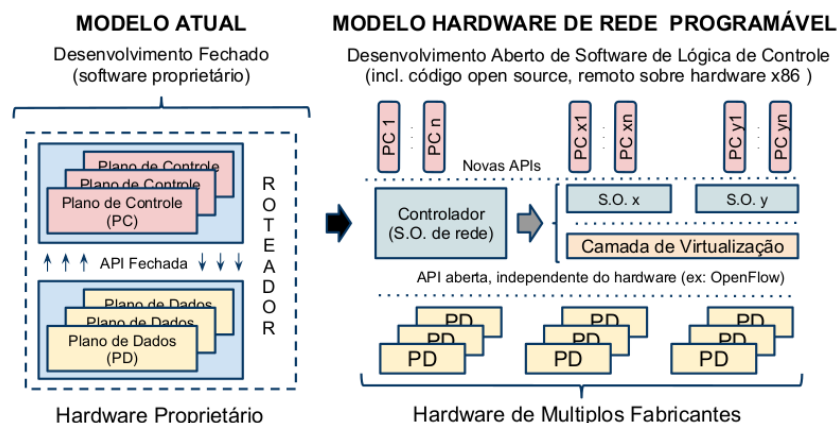 MODELO ATUAL
Desenvolvimento Fechado
(software proprietário)
Plano de Controle
Plano de Controle
Plano de Controle
(PC)
API Fechada
Plano de Dados
Plano de Dados
Plano de Dados
(PD)
ROTEADOR
Hardware Proprietário
MODELO HARDWARE DE REDE PROGRAMÁVEL
Desenvolvimento Aberto de Software de Lógica de Controle
(incl. código open source, remoto sobre hardware x86 )
PC 1
PC n
PC x1
PC xn
PC y1
PC yn
Novas APIs
Controlador
(S.O. de rede)
S.O. x
S.O. y
Camada de Virtualização
API aberta, independente do hardware (ex: OpenFlow)
PD
PD
PD
PD
PD
PD
PD
PD
PD
Hardware de Multiplos Fabricantes